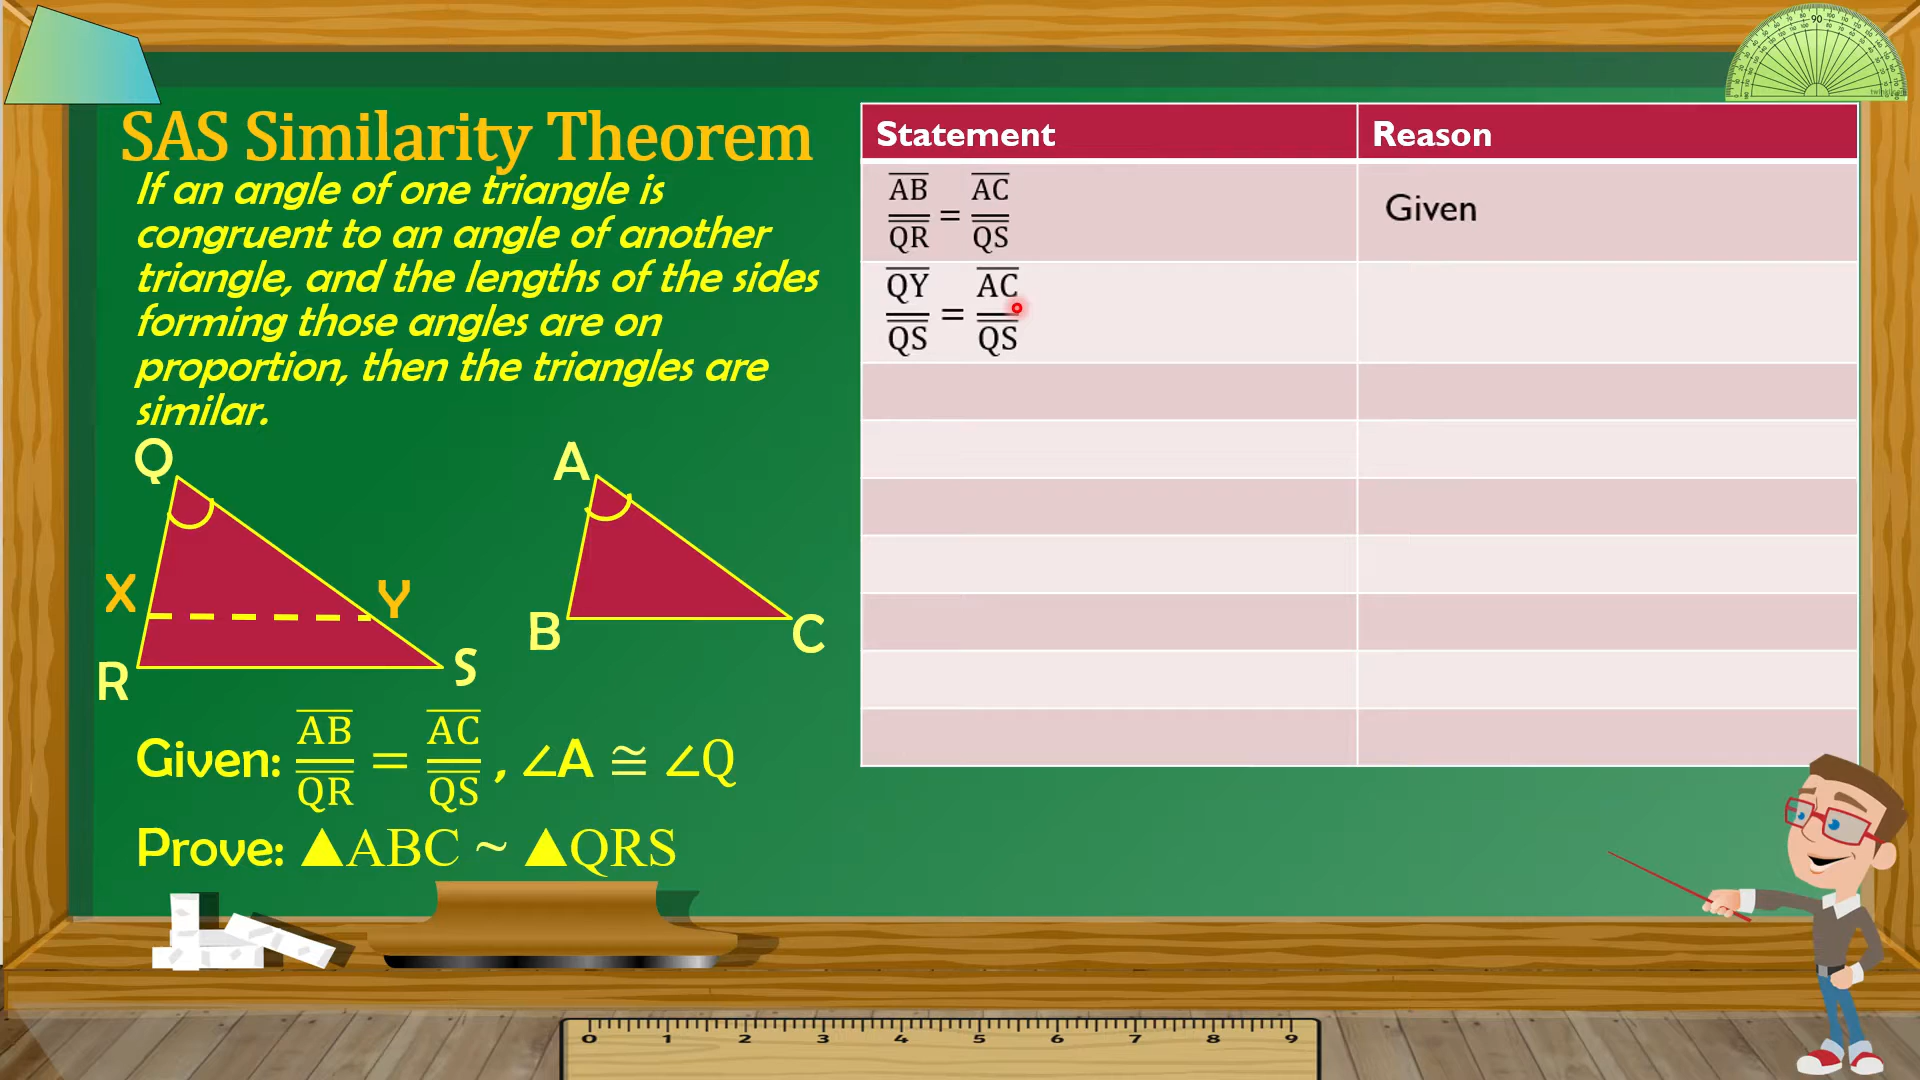 SAS Similarity Theorem
If an angle of one triangle is
congruent to an angle of another
triangle, and the lengths of the sides
forming those angles are on
proportion, then the triangles are
similar.
Q
A
X
Y
B
C
R
S
Given: AB/QR = AC/QS , ∠A ≅ ∠Q
Prove: ▲ABC ~ ▲QRS
Statement Reason
AB/QR = AC/QS Given
QY/QS = AC/QS
90
0 1 2 3 4 5 6 7 8 9